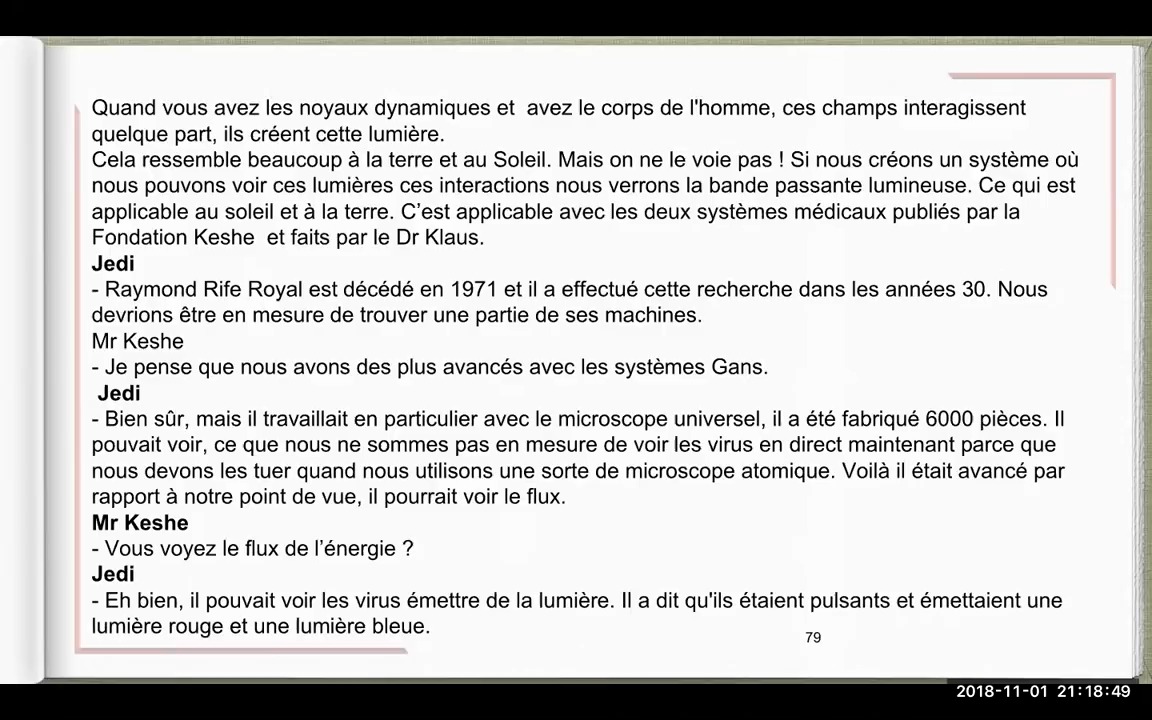 Quand vous avez les noyaux dynamiques et  avez le corps de l'homme, ces champs interagissent
quelque part, ils créent cette lumière.
Cela ressemble beaucoup à la terre et au Soleil. Mais on ne le voie pas ! Si nous créons un système où
nous pouvons voir ces lumières ces interactions nous verrons la bande passante lumineuse. Ce qui est
applicable au soleil et à la terre. C’est applicable avec les deux systèmes médicaux publiés par la
Fondation Keshe  et faits par le Dr Klaus.
Jedi
- Raymond Rife Royal est décédé en 1971 et il a effectué cette recherche dans les années 30. Nous
devrions être en mesure de trouver une partie de ses machines.
Mr Keshe
- Je pense que nous avons des plus avancés avec les systèmes Gans.
Jedi
- Bien sûr, mais il travaillait en particulier avec le microscope universel, il a été fabriqué 6000 pièces. Il
pouvait voir, ce que nous ne sommes pas en mesure de voir les virus en direct maintenant parce que
nous devons les tuer quand nous utilisons une sorte de microscope atomique. Voilà il était avancé par
rapport à notre point de vue, il pourrait voir le flux.
Mr Keshe
- Vous voyez le flux de l’énergie ?
Jedi
- Eh bien, il pouvait voir les virus émettre de la lumière. Il a dit qu'ils étaient pulsants et émettaient une
lumière rouge et une lumière bleue.
79
2018-11-01 21:18:49